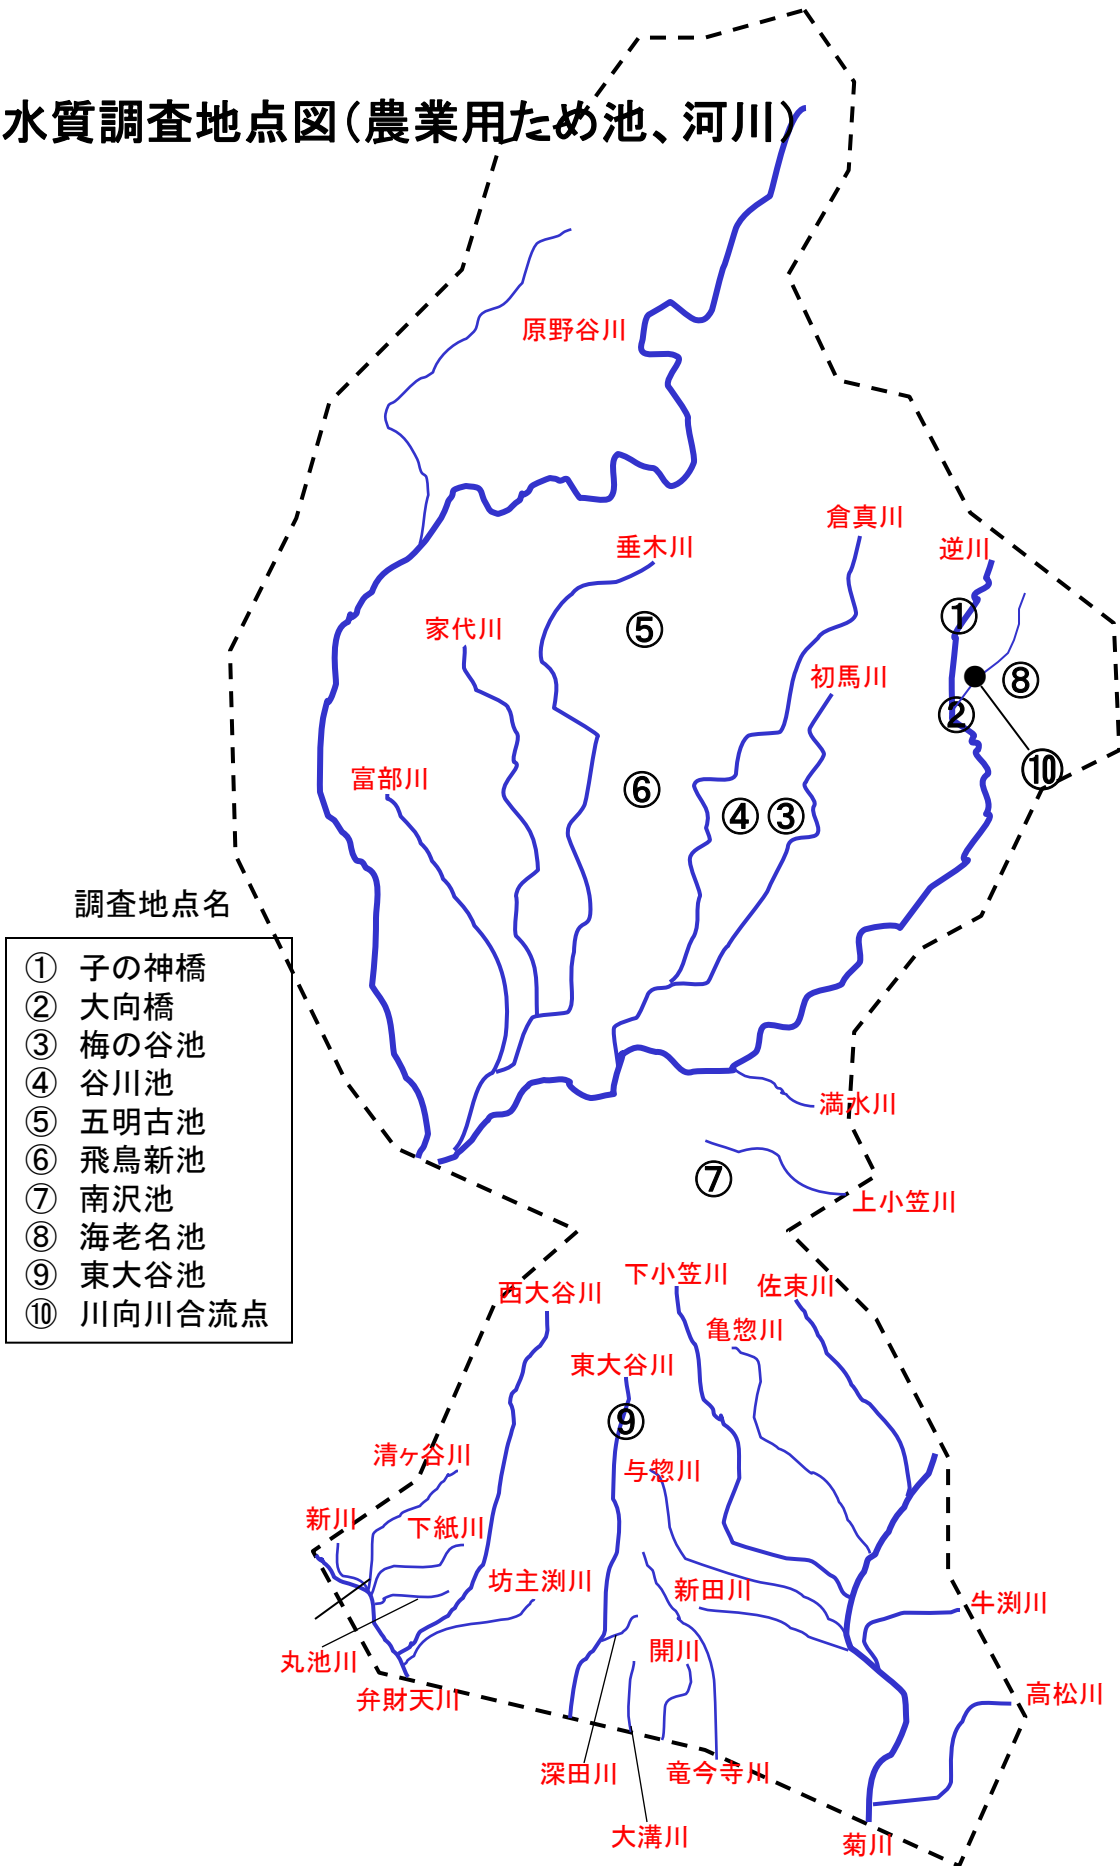 水質調査地点図(農業用ため池、河川)
原野谷川
倉真川
垂木川
逆川
①
家代川
⑤
初馬川
⑧
②
富部川
⑩
⑥
④
③
調査地点名
① 子の神橋
② 大向橋
③ 梅の谷池
④ 谷川池
⑤ 五明古池
⑥ 飛鳥新池
⑦ 南沢池
⑧ 海老名池
⑨ 東大谷池
⑩ 川向川合流点
満水川
⑦
上小笠川
西大谷川
下小笠川
佐束川
亀惣川
東大谷川
⑨
清ヶ谷川
与惣川
新川
下紙川
坊主渕川
新田川
牛渕川
丸池川
開川
弁財天川
高松川
深田川
竜今寺川
大溝川
菊川